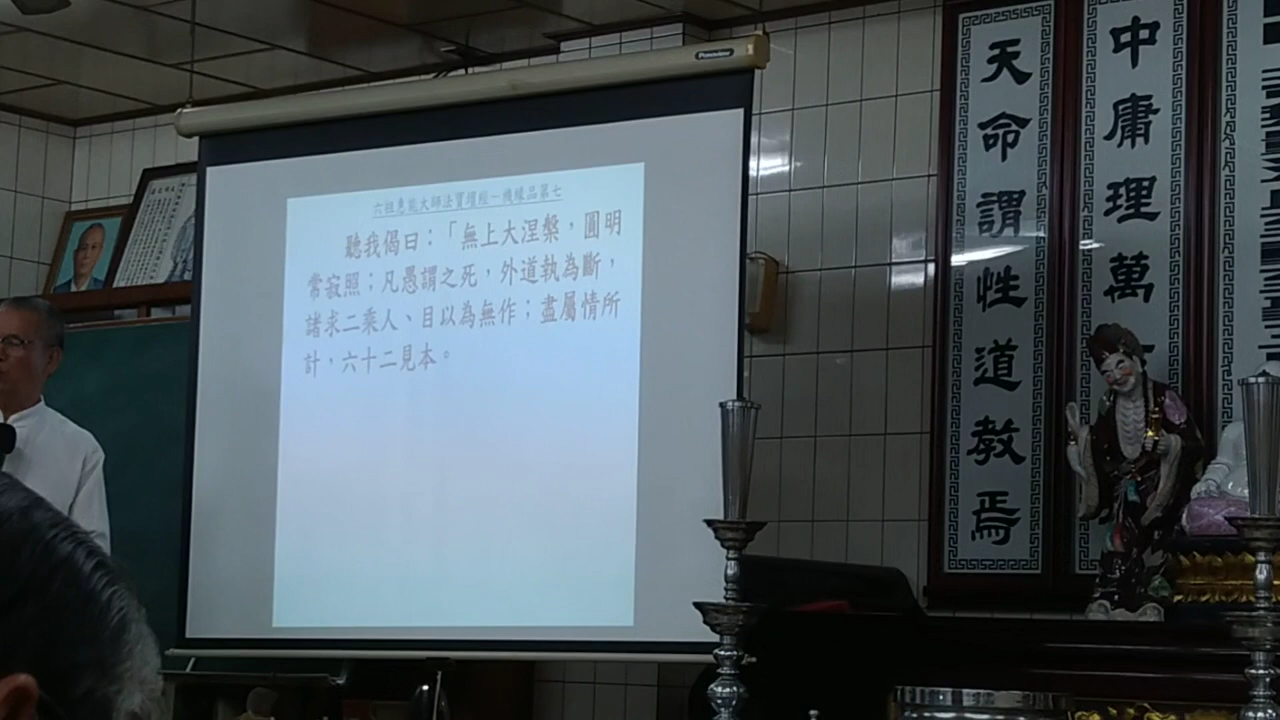 六祖惠能大師法寶壇經－機緣品第七
聽我偈曰：「無上大涅槃，圓明
常寂照；凡愚謂之死，外道執為斷，
諸求二乘人、目以為無作；盡屬情所
計，六十二見本。
中庸理萬
天命謂性道教焉